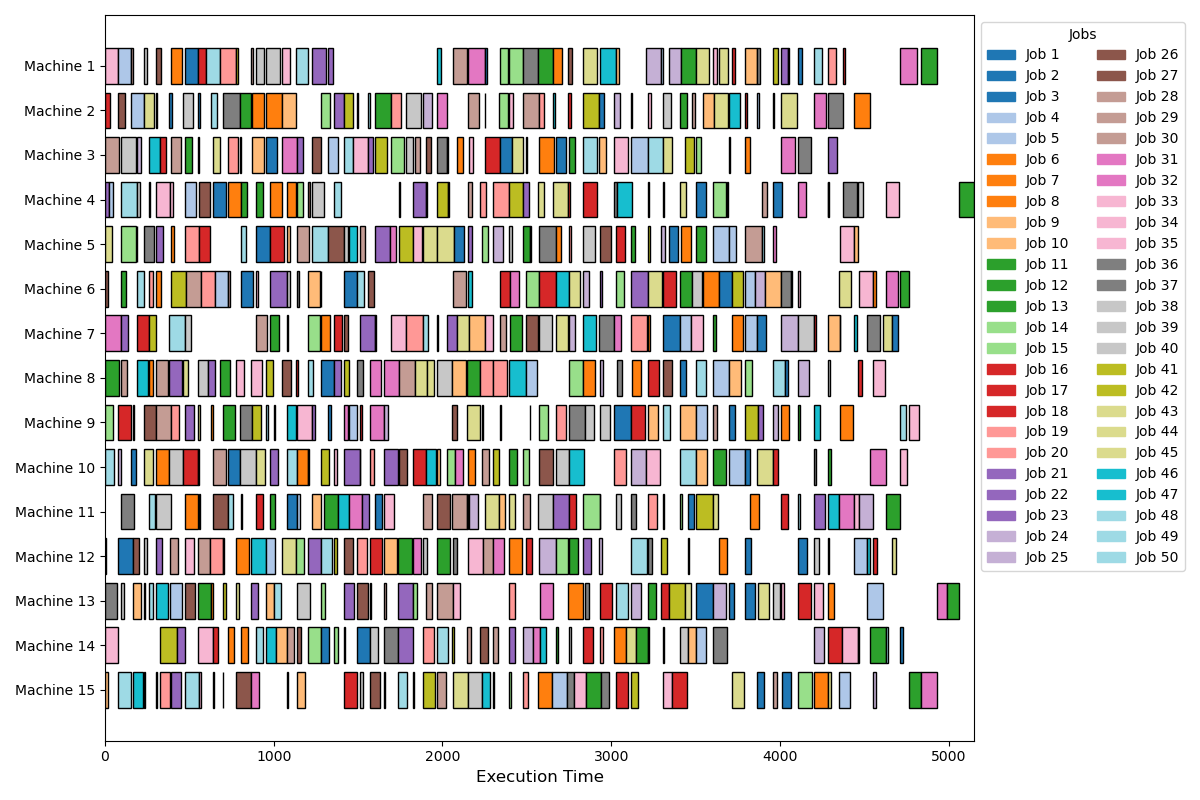 Machine 1
Machine 2
Machine 3
Machine 4
Machine 5
Machine 6
Machine 7
Machine 8
Machine 9
Machine 10
Machine 11
Machine 12
Machine 13
Machine 14
Machine 15
0 1000 2000 3000 4000 5000
Execution Time
Jobs
Job 1 Job 26
Job 2 Job 27
Job 3 Job 28
Job 4 Job 29
Job 5 Job 30
Job 6 Job 31
Job 7 Job 32
Job 8 Job 33
Job 9 Job 34
Job 10 Job 35
Job 11 Job 36
Job 12 Job 37
Job 13 Job 38
Job 14 Job 39
Job 15 Job 40
Job 16 Job 41
Job 17 Job 42
Job 18 Job 43
Job 19 Job 44
Job 20 Job 45
Job 21 Job 46
Job 22 Job 47
Job 23 Job 48
Job 24 Job 49
Job 25 Job 50